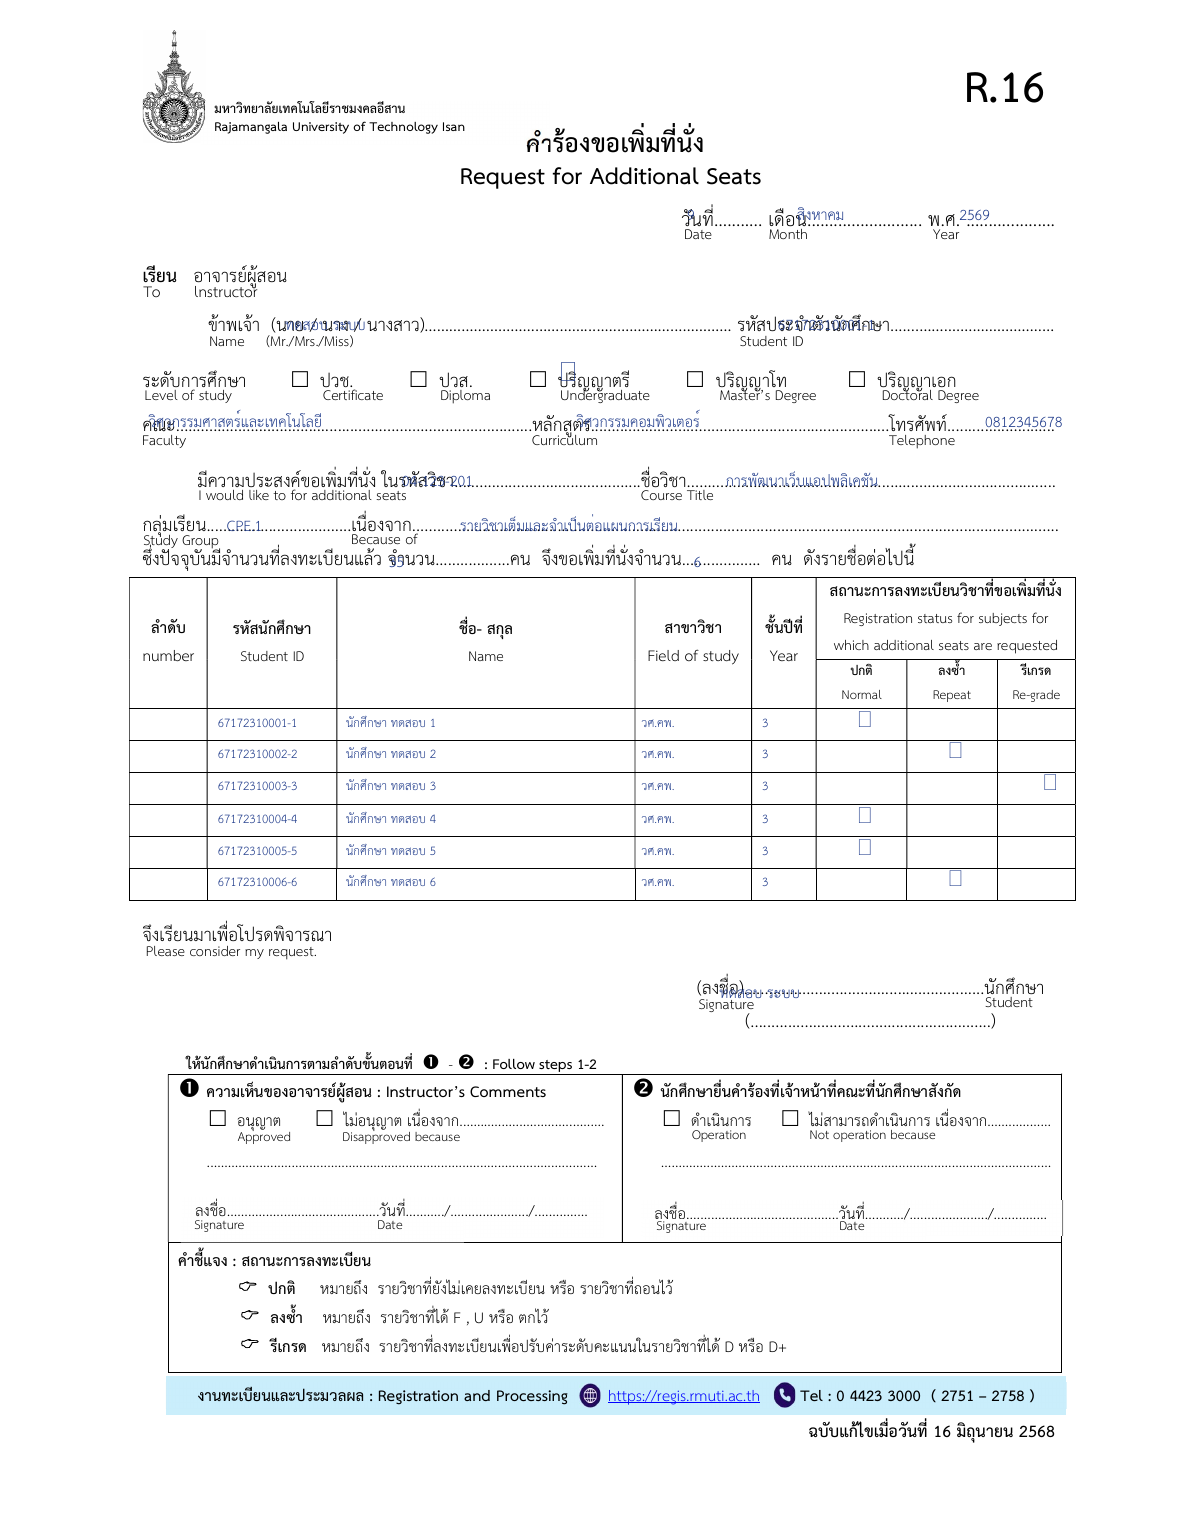 R.16
มหาวิทยาลัยเทคโนโลยีราชมงคลอีสาน
Rajamangala University of Technology Isan
คำร้องขอเพิ่มที่นั่ง
Request for Additional Seats
วันที่........... เดือน สิงหาคม .......................... พ.ศ. 2569 ....................
Date Month Year
เรียน อาจารย์ผู้สอน
To Instructor
ข้าพเจ้า (นาย / นาง / นางสาว) ทดสอบ ระบบ ........ รหัสประจำตัวนักศึกษา........
Name (Mr./Mrs./Miss) Student ID
ระดับการศึกษา ☐ ปวช. ☐ ปวส. ☐ ปริญญาตรี ☐ ปริญญาโท ☐ ปริญญาเอก
Level of study Certificate Diploma Undergraduate Master's Degree Doctoral Degree
คณะ วิศวกรรมศาสตร์และเทคโนโลยี ........ หลักสูตร วิศวกรรมคอมพิวเตอร์ ........ โทรศัพท์........ 0812345678
Faculty Curriculum Telephone
มีความประสงค์ขอเพิ่มที่นั่ง ในรหัสวิชา........ ชื่อวิชา........ การพัฒนาเว็บแอปพลิเคชัน
I would like to for additional seats Course Title
กลุ่มเรียน..... CPE.1 ........ เนื่องจาก........ รายวิชาเต็มและจำเป็นต่อแผนการเรียน
Study Group Because of
ซึ่งปัจจุบันมีจำนวนที่ลงทะเบียนแล้ว จำนวน..................คน จึงขอเพิ่มที่นั่งจำนวน... 6 .............. คน ดังรายชื่อต่อไปนี้
ลำดับ รหัสนักศึกษา ชื่อ- สกุล สาขาวิชา ชั้นปีที่ สถานะการลงทะเบียนวิชาที่ขอเพิ่มที่นั่ง
number Student ID Name Field of study Year Registration status for subjects for
which additional seats are requested
ปกติ ลงซ้ำ รีเกรด
Normal Repeat Re-grade
67172310001-1 นักศึกษา ทดสอบ 1 วศ.คพ. 3
67172310002-2 นักศึกษา ทดสอบ 2 วศ.คพ. 3
67172310003-3 นักศึกษา ทดสอบ 3 วศ.คพ. 3
67172310004-4 นักศึกษา ทดสอบ 4 วศ.คพ. 3
67172310005-5 นักศึกษา ทดสอบ 5 วศ.คพ. 3
67172310006-6 นักศึกษา ทดสอบ 6 วศ.คพ. 3
จึงเรียนมาเพื่อโปรดพิจารณา
Please consider my request.
(ลงชื่อ) ทดสอบ ระบบ ........นักศึกษา
Signature Student
(.........................................................)
ให้นักศึกษาดำเนินการตามลำดับขั้นตอนที่ ❶ - ❷ : Follow steps 1-2
❶ ความเห็นของอาจารย์ผู้สอน : Instructor's Comments
☐ อนุญาต ☐ ไม่อนุญาต เนื่องจาก......................................
Approved Disapproved because
ลงชื่อ........................................วันที่........../......................./...............
Signature Date
❷ นักศึกษายื่นคำร้องที่เจ้าหน้าที่คณะที่นักศึกษาสังกัด
☐ ดำเนินการ ☐ ไม่สามารถดำเนินการ เนื่องจาก.................
Operation Not operation because
ลงชื่อ........................................วันที่........../......................./...............
Signature Date
คำชี้แจง : สถานะการลงทะเบียน
☞ ปกติ หมายถึง รายวิชาที่ยังไม่เคยลงทะเบียน หรือ รายวิชาที่ถอนไว้
☞ ลงซ้ำ หมายถึง รายวิชาที่ได้ F , U หรือ ตกไว้
☞ รีเกรด หมายถึง รายวิชาที่ลงทะเบียนเพื่อปรับค่าระดับคะแนนในรายวิชาที่ได้ D หรือ D+
งานทะเบียนและประมวลผล : Registration and Processing https://regis.rmuti.ac.th Tel : 0 4423 3000 ( 2751 – 2758 )
ฉบับแก้ไขเมื่อวันที่ 16 มิถุนายน 2568